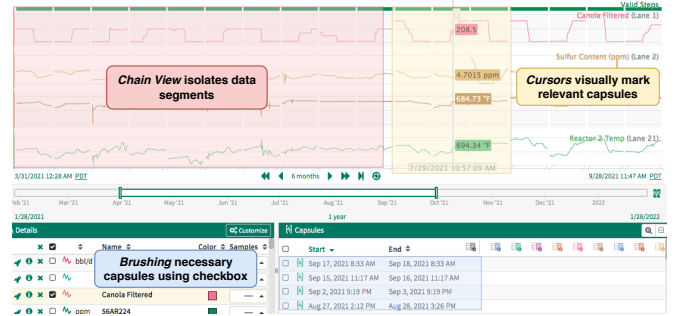 Valid Steps
Canola Filtered (Lane 1)
208.5
Sulfur Content (ppm) (Lane 2)
Chain View isolates data
segments
4.7015 ppm
684.73 °F
Cursors visually mark
relevant capsules
Reactor 2 Temp (Lane 21)
694.34 °F
7/29/2021 10:57:09 AM
3/31/2021 12:28 AM PDT
6 months
9/28/2021 11:47 AM PDT
Feb '21 Mar '21 Apr '21 May '21 Jun '21 Jul '21 Aug '21 Sep '21 Oct '21 Nov '21 Dec '21 2022
1/28/2021
1 year
1/28/2022
Details
Customize
Capsules
Name Color Samples
Start End
bbl/d
Brushing necessary
capsules using checkbox
Sep 17, 2021 8:33 AM Sep 18, 2021 8:33 AM
Sep 15, 2021 11:17 AM Sep 16, 2021 11:17 AM
Canola Filtered
Sep 2, 2021 9:19 PM Sep 3, 2021 9:19 PM
ppm 56AR224
Aug 27, 2021 2:12 PM Aug 28, 2021 3:26 PM